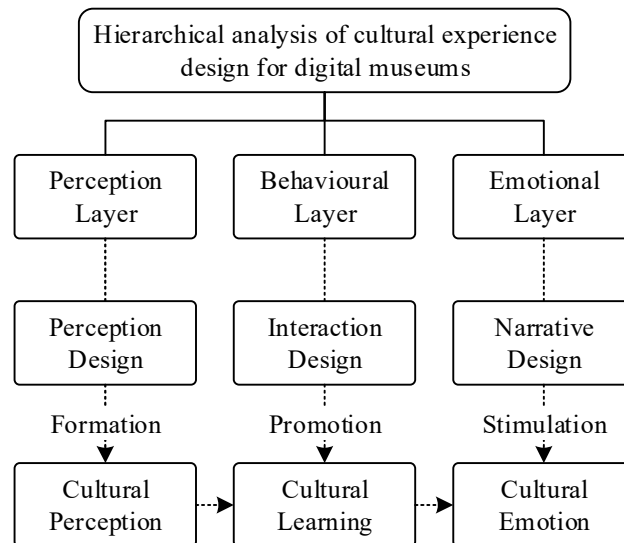 Hierarchical analysis of cultural experience
design for digital museums
Perception
Layer
Behavioural
Layer
Emotional
Layer
Perception
Design
Interaction
Design
Narrative
Design
Formation
Promotion
Stimulation
Cultural
Perception
Cultural
Learning
Cultural
Emotion